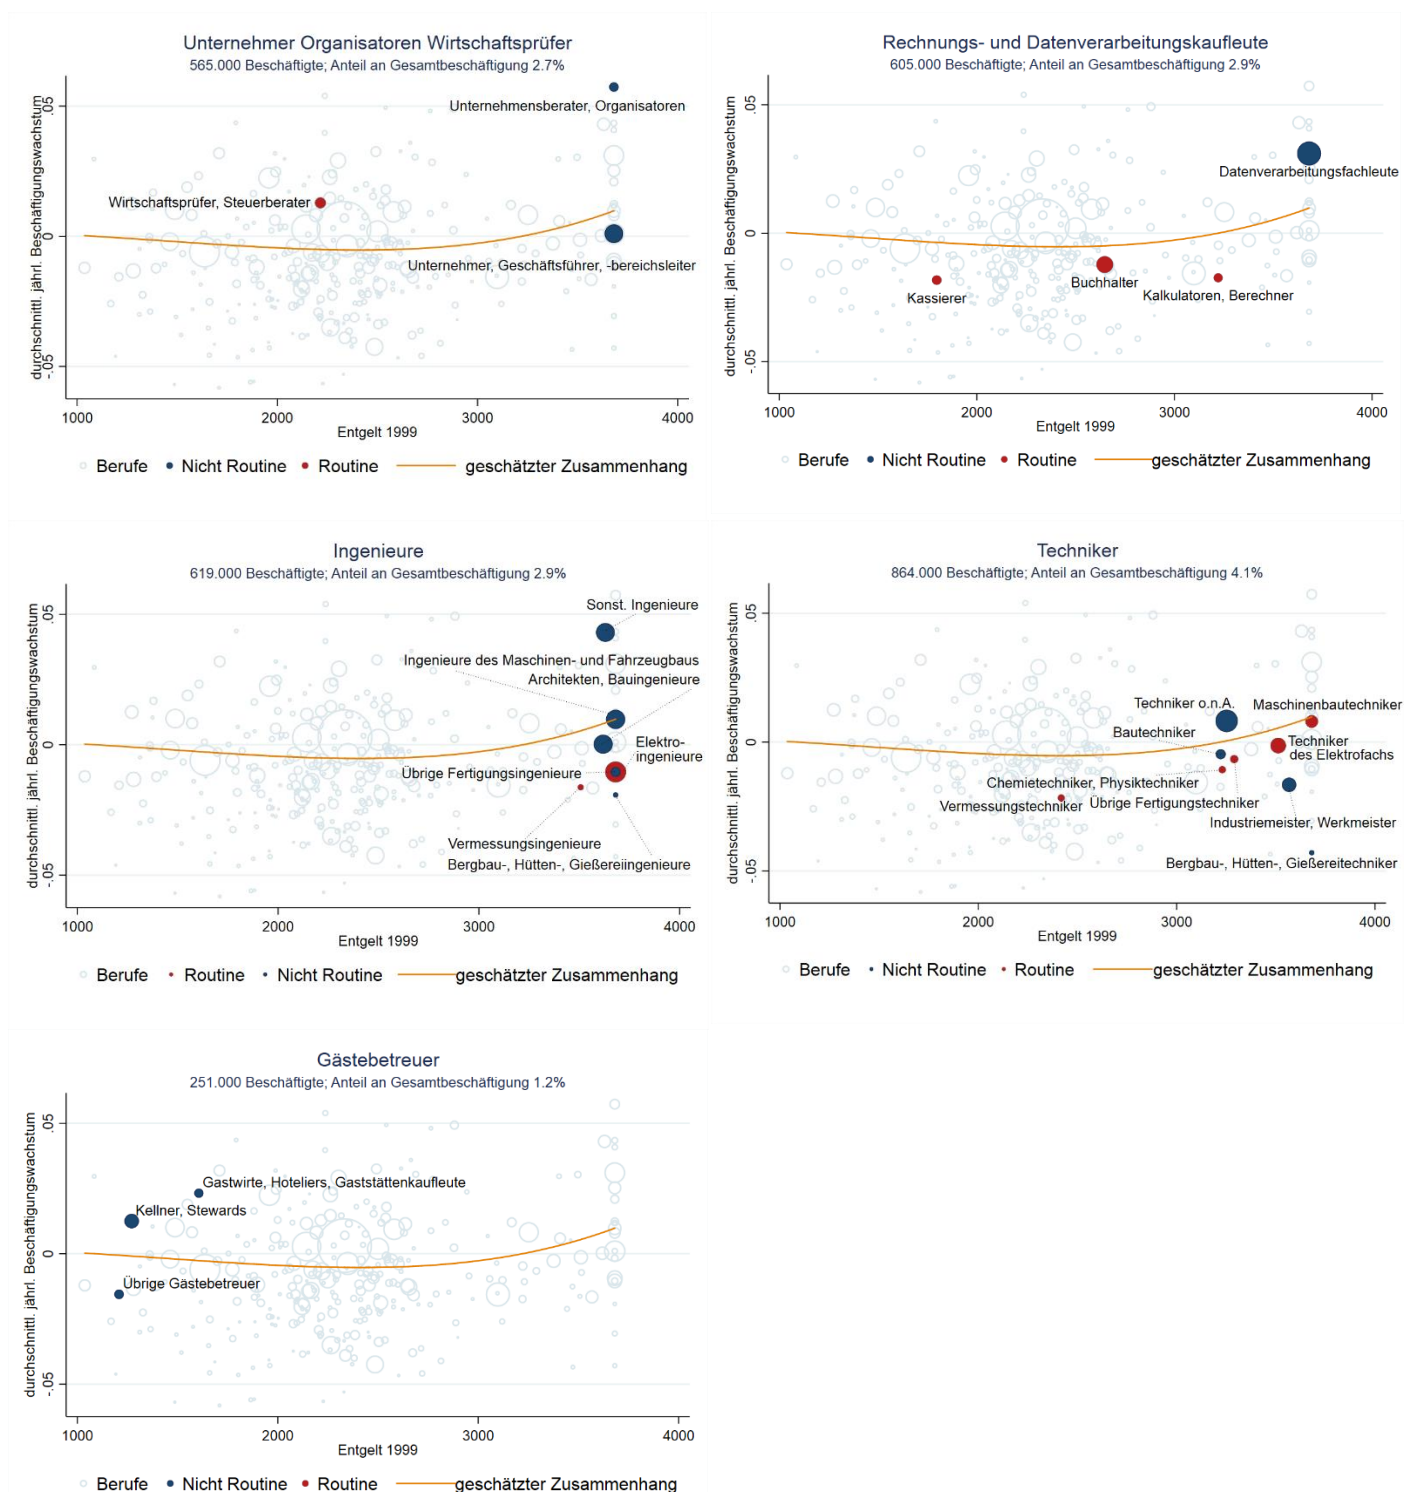 Unternehmer Organisatoren Wirtschaftsprüfer
565.000 Beschäftigte; Anteil an Gesamtbeschäftigung 2.7%
durchschnittl. jährl. Beschäftigungswachstum
.05
0
-.05
Unternehmensberater, Organisatoren
Wirtschaftsprüfer, Steuerberater
Unternehmer, Geschäftsführer, -bereichsleiter
1000 2000 3000 4000
Entgelt 1999
Berufe Nicht Routine Routine geschätzter Zusammenhang
Rechnungs- und Datenverarbeitungskaufleute
605.000 Beschäftigte; Anteil an Gesamtbeschäftigung 2.9%
durchschnittl. jährl. Beschäftigungswachstum
.05
0
-.05
Datenverarbeitungsfachleute
Buchhalter
Kassierer
Kalkulatoren, Berechner
1000 2000 3000 4000
Entgelt 1999
Berufe Nicht Routine Routine geschätzter Zusammenhang
Ingenieure
619.000 Beschäftigte; Anteil an Gesamtbeschäftigung 2.9%
durchschnittl. jährl. Beschäftigungswachstum
.05
0
-.05
Sonst. Ingenieure
Ingenieure des Maschinen- und Fahrzeugbaus
Architekten, Bauingenieure
Elektro-
ingenieure
Übrige Fertigungsingenieure
Vermessungsingenieure
Bergbau-, Hütten-, Gießereiingenieure
1000 2000 3000 4000
Entgelt 1999
Berufe Routine Nicht Routine geschätzter Zusammenhang
Techniker
864.000 Beschäftigte; Anteil an Gesamtbeschäftigung 4.1%
durchschnittl. jährl. Beschäftigungswachstum
.05
0
-.05
Techniker o.n.A.
Maschinenbautechniker
Bautechniker
Techniker
des Elektrofachs
Chemietechniker, Physiktechniker
Vermessungstechniker
Übrige Fertigungstechniker
Industriemeister, Werkmeister
Bergbau-, Hütten-, Gießereitechniker
1000 2000 3000 4000
Entgelt 1999
Berufe Nicht Routine Routine geschätzter Zusammenhang
Gästebetreuer
251.000 Beschäftigte; Anteil an Gesamtbeschäftigung 1.2%
durchschnittl. jährl. Beschäftigungswachstum
.05
0
-.05
Gastwirte, Hoteliers, Gaststättenkaufleute
Kellner, Stewards
Übrige Gästebetreuer
1000 2000 3000 4000
Entgelt 1999
Berufe Nicht Routine Routine geschätzter Zusammenhang